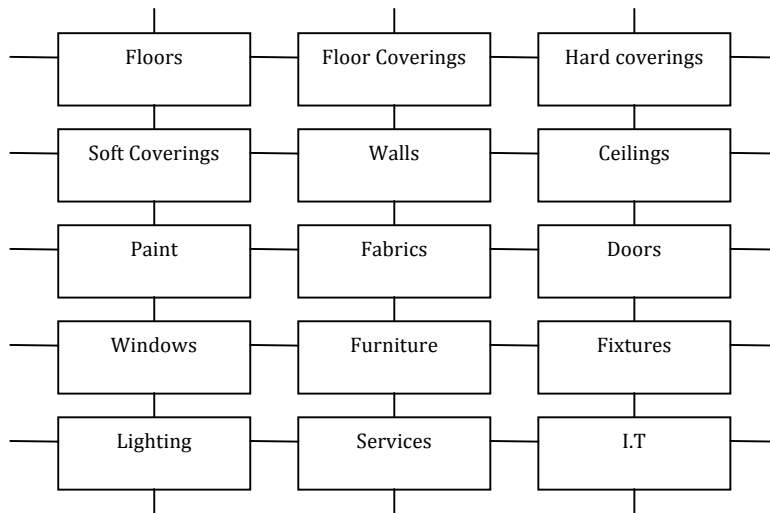 Floors
Floor Coverings
Hard coverings
Soft Coverings
Walls
Ceilings
Paint
Fabrics
Doors
Windows
Furniture
Fixtures
Lighting
Services
I.T